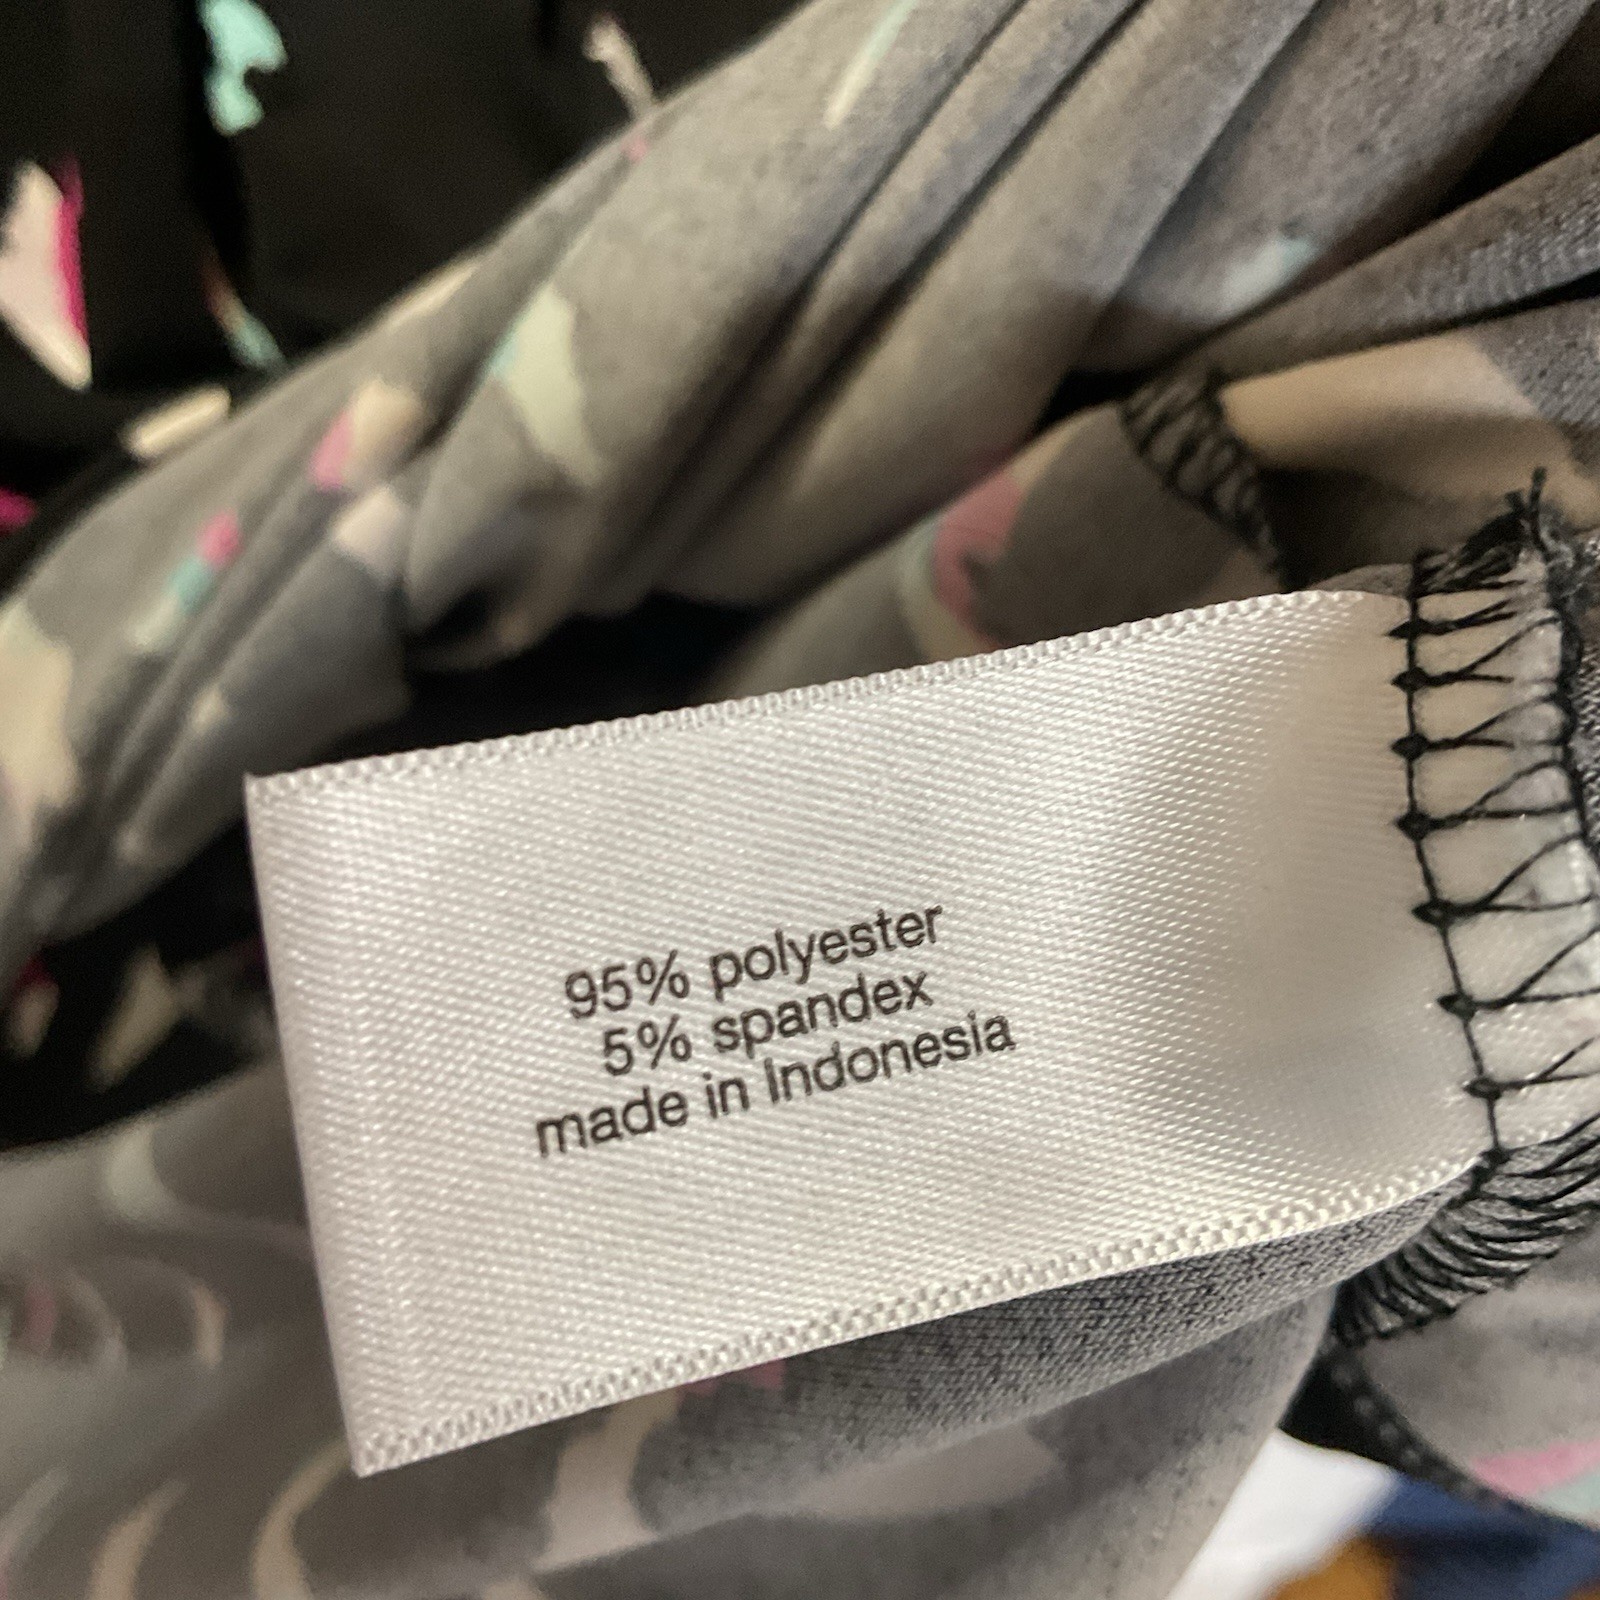 95% polyester
5% spandex
made in Indonesia